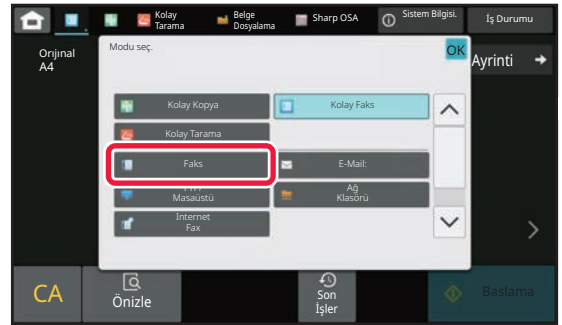 Kolay
Tarama
Belge
Dosyalama
Sharp OSA
Sistem Bilgisi.
İş Durumu
Orijinal
A4
Modu seç.
OK
Ayrinti
Kolay Kopya
Kolay Faks
Kolay Tarama
Faks
E-Mail:
Masaüstü
Ağ
Klasörü
Internet
Fax
CA
Önizle
Son
İşler
Baslama